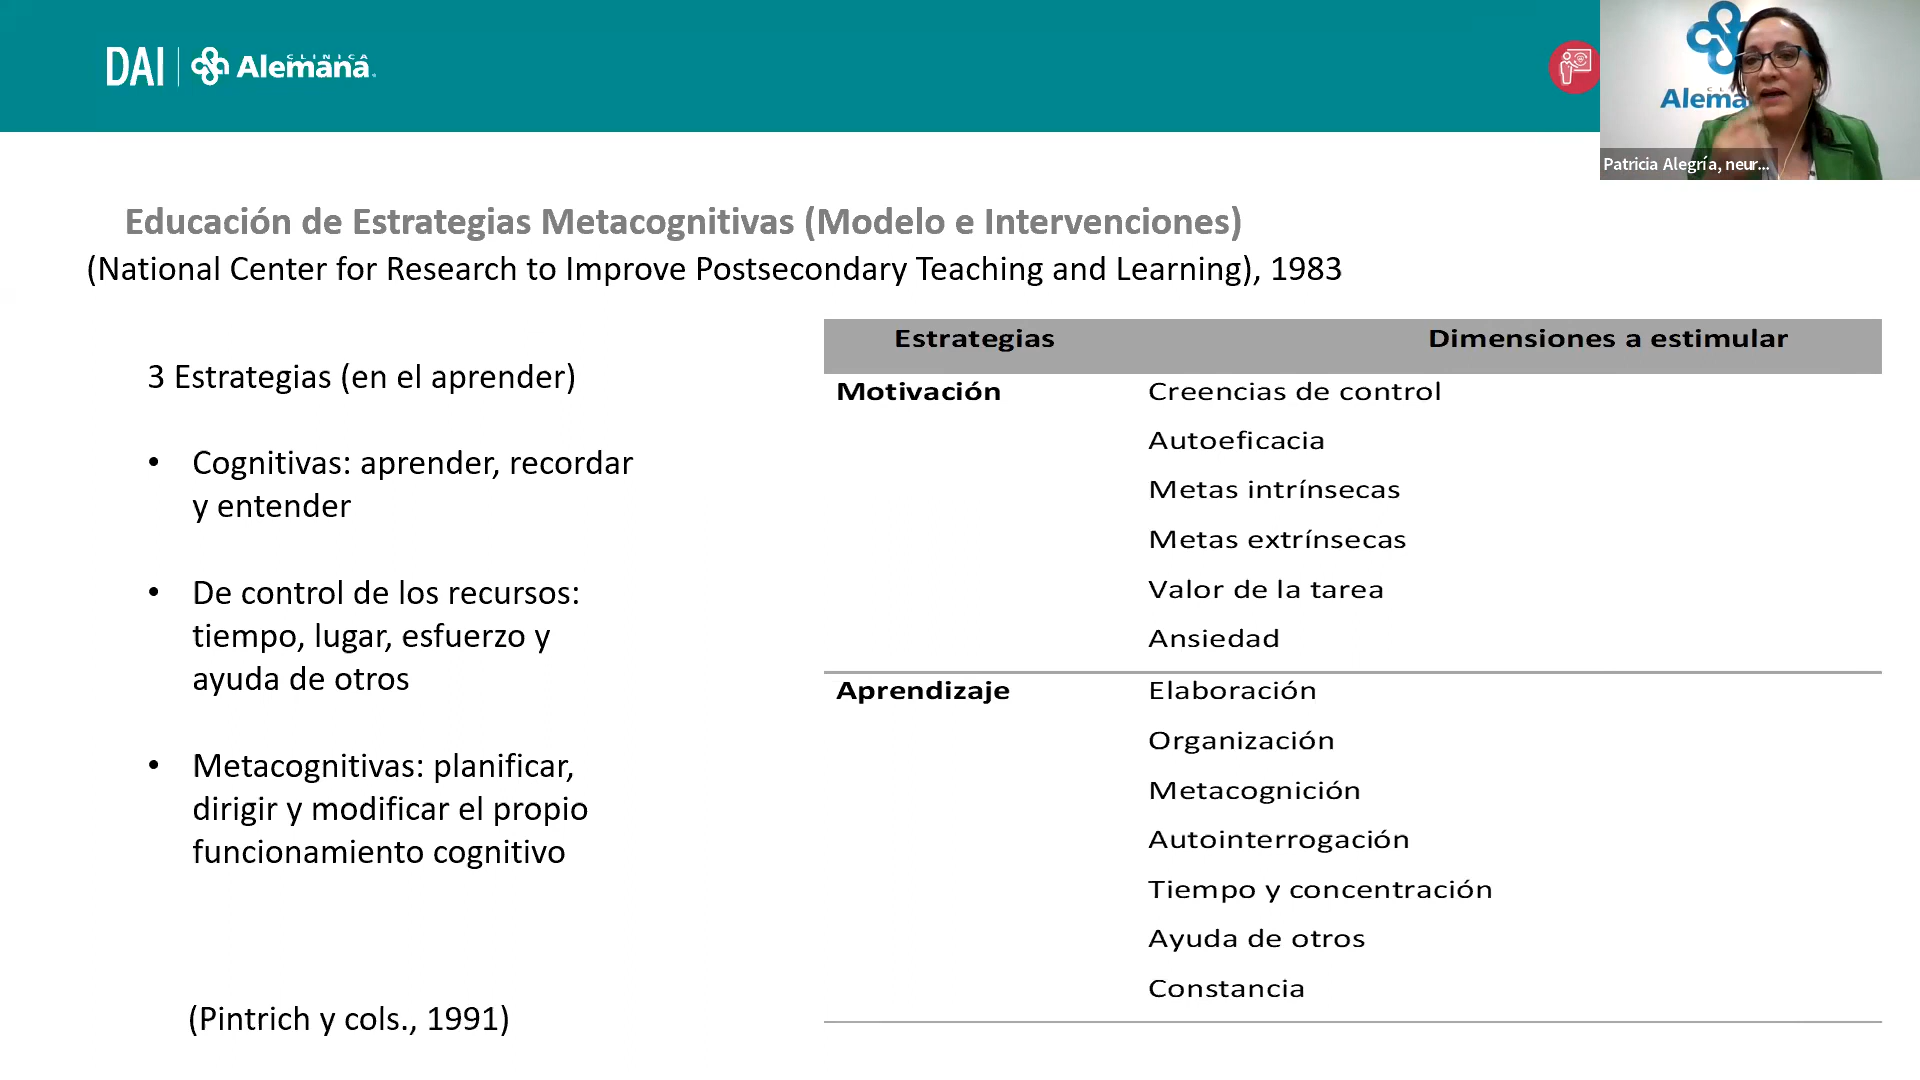 DAI
CLINICA
Alemana
Alema
Patricia Alegría, neur...
Educación de Estrategias Metacognitivas (Modelo e Intervenciones)
(National Center for Research to Improve Postsecondary Teaching and Learning), 1983
3 Estrategias (en el aprender)
• Cognitivas: aprender, recordar
y entender
• De control de los recursos:
tiempo, lugar, esfuerzo y
ayuda de otros
• Metacognitivas: planificar,
dirigir y modificar el propio
funcionamiento cognitivo
(Pintrich y cols., 1991)
Estrategias Dimensiones a estimular
Motivación Creencias de control
Autoeficacia
Metas intrínsecas
Metas extrínsecas
Valor de la tarea
Ansiedad
Aprendizaje Elaboración
Organización
Metacognición
Autointerrogación
Tiempo y concentración
Ayuda de otros
Constancia